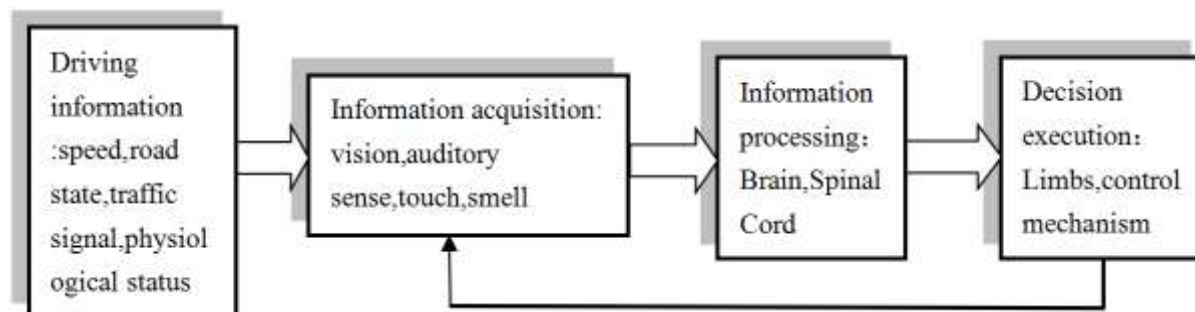 Driving
information
:speed,road
state,traffic
signal,physiol
ogical status
Information acquisition:
vision,auditory
sense,touch,smell
Information
processing：
Brain,Spinal
Cord
Decision
execution：
Limbs,control
mechanism